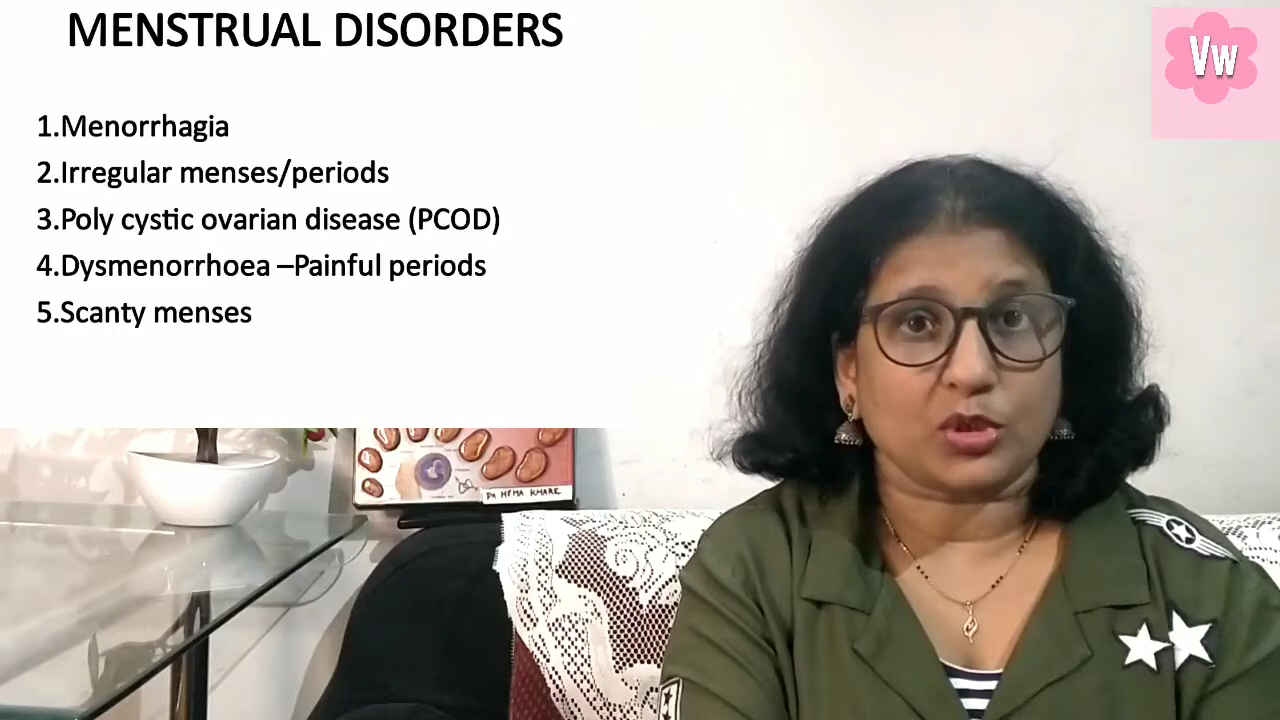 MENSTRUAL DISORDERS
Vw
1.Menorrhagia
2.Irregular menses/periods
3.Poly cystic ovarian disease (PCOD)
4.Dysmenorrhoea –Painful periods
5.Scanty menses
Dr HEMA KHARE